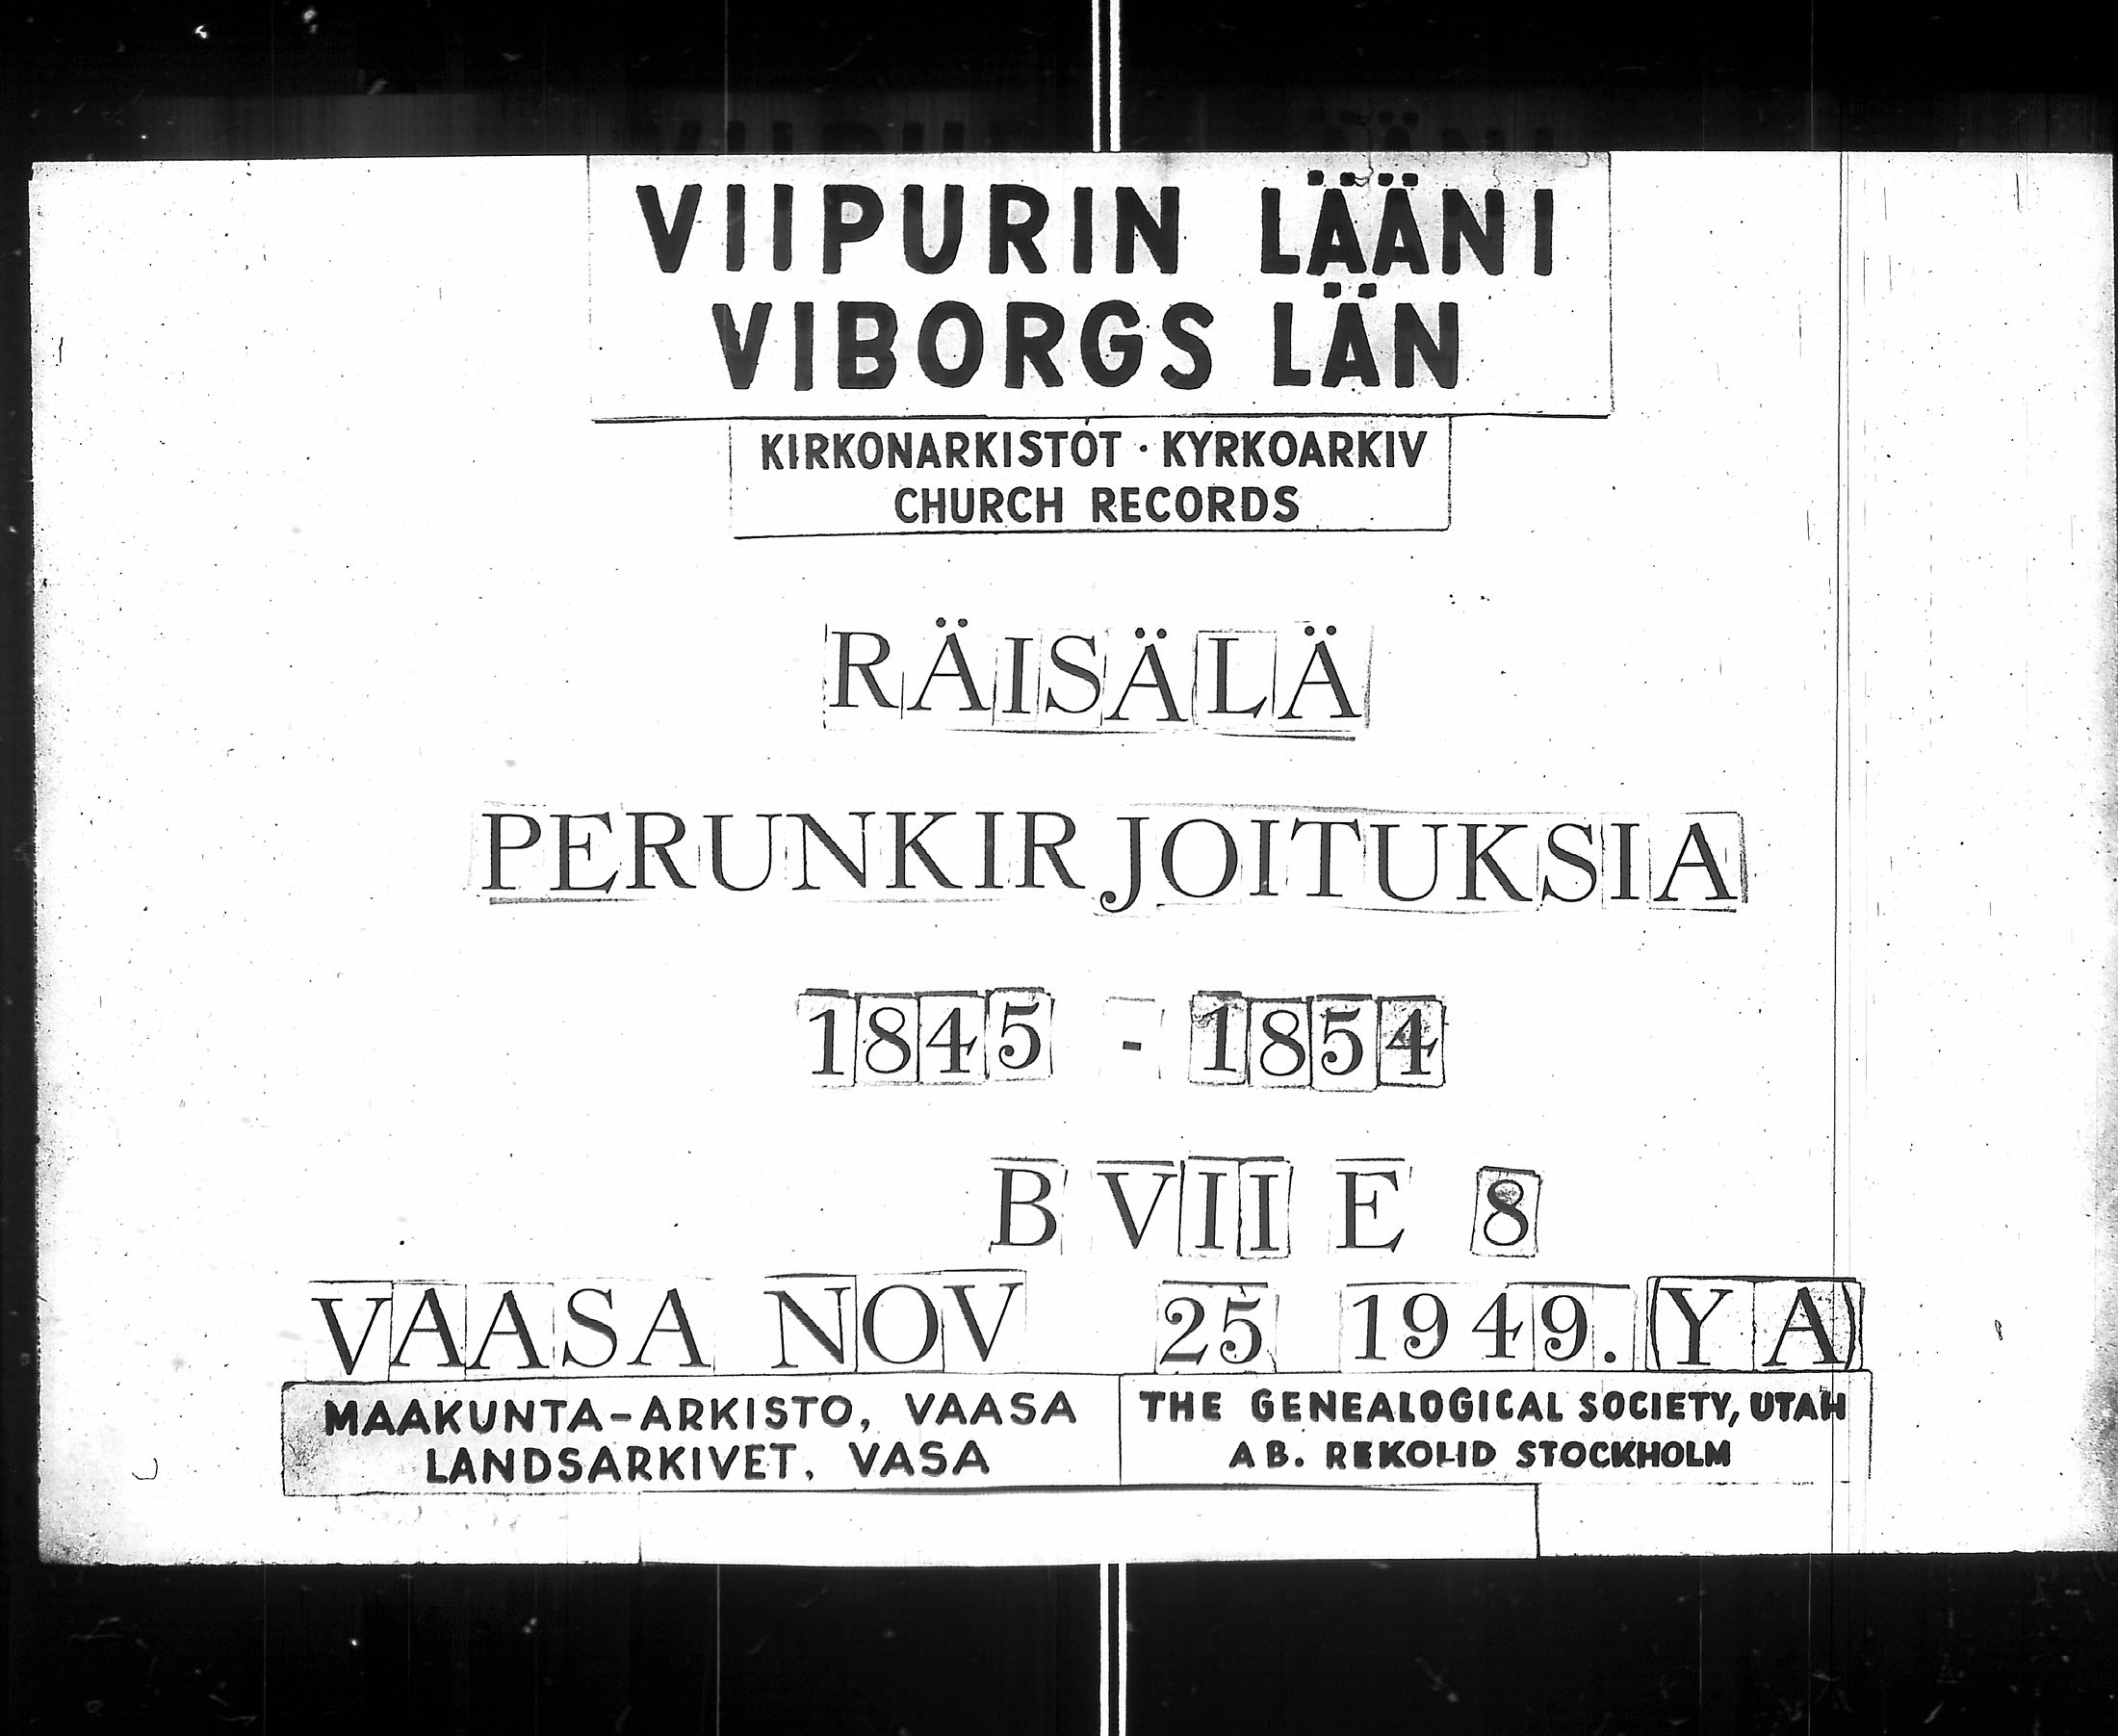 VIIPURIN LÄÄNI
VIBORGS LÄN
KIRKONARKISTOT · KYRKOARKIV
CHURCH RECORDS
RÄISÄLÄ
PERUNKIRJOITUKSIA
1845 - 1854
B VII E 8
VAASA NOV 25 1949. (Y A)
MAAKUNTA-ARKISTO, VAASA
LANDSARKIVET, VASA
THE GENEALOGICAL SOCIETY, UTAH
AB. REKOLID STOCKHOLM